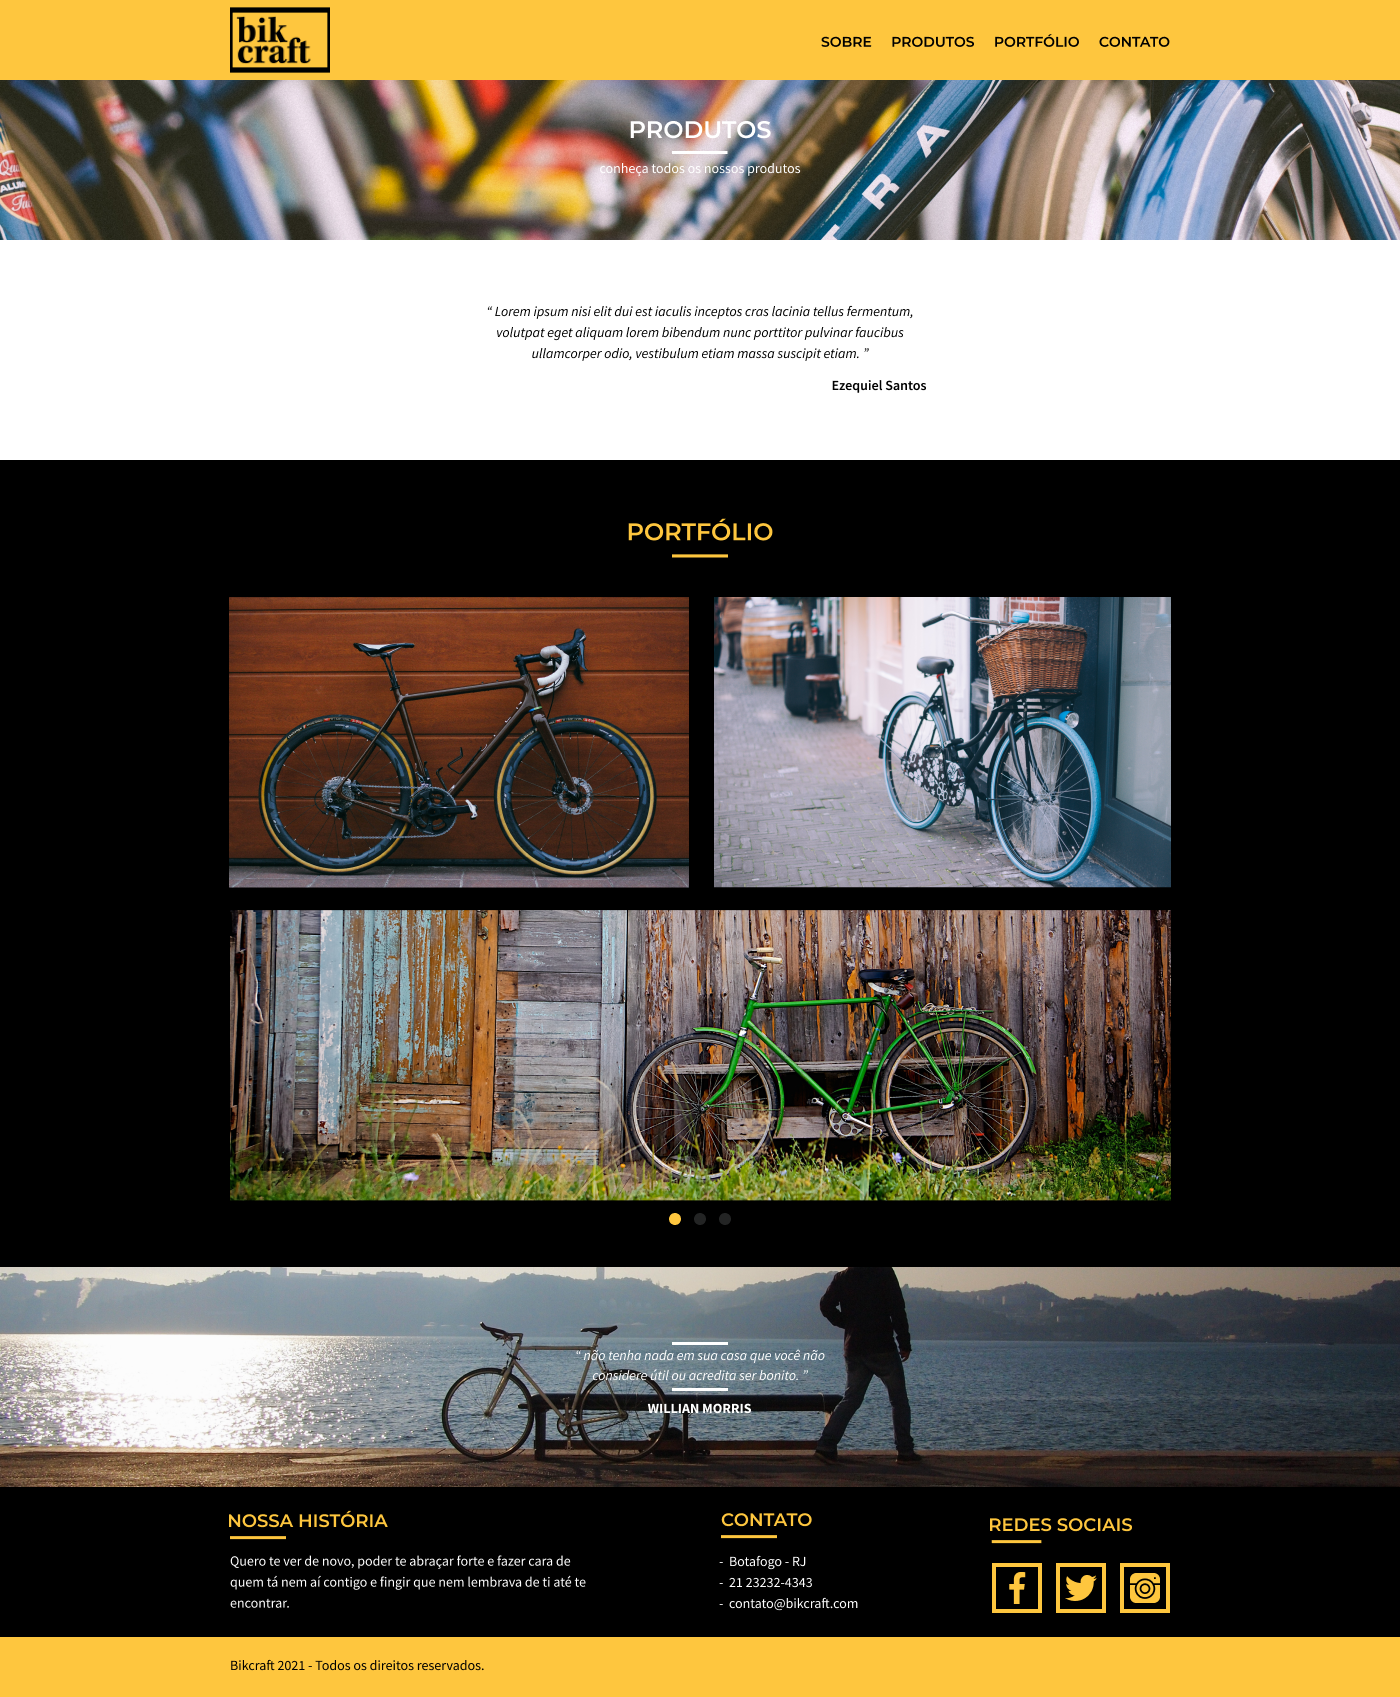 bik
craft
SOBRE PRODUTOS PORTFÓLIO CONTATO
PRODUTOS
conheça todos os nossos produtos
T R A
“ Lorem ipsum nisi elit dui est iaculis inceptos cras lacinia tellus fermentum,
volutpat eget aliquam lorem bibendum nunc porttitor pulvinar faucibus
ullamcorper odio, vestibulum etiam massa suscipit etiam. ”
Ezequiel Santos
PORTFÓLIO
“ não tenha nada em sua casa que você não
considere útil ou acredita ser bonito. ”
WILLIAN MORRIS
NOSSA HISTÓRIA
Quero te ver de novo, poder te abraçar forte e fazer cara de
quem tá nem aí contigo e fingir que nem lembrava de ti até te
encontrar.
CONTATO
- Botafogo - RJ
- 21 23232-4343
- contato@bikcraft.com
REDES SOCIAIS
Bikcraft 2021 - Todos os direitos reservados.